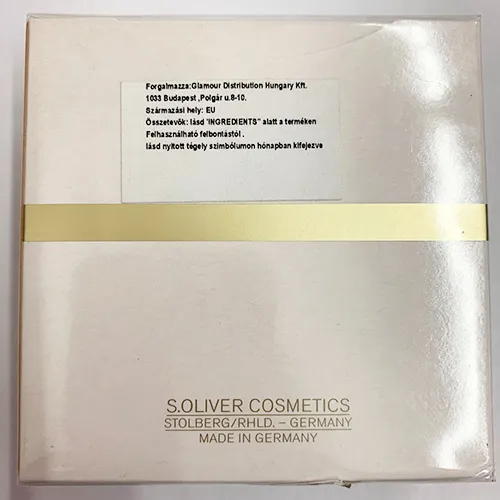 Forgalmazza:Glamour Distribution Hungary Kft.
1033 Budapest ,Polgár u.8-10.
Származási hely: EU
Összetevők: lásd "INGREDIENTS" alatt a terméken
Felhasználható felbontástól .
lásd nyitott tégely szimbólumon hónapban kifejezve
S.OLIVER COSMETICS
STOLBERG/RHLD. – GERMANY
MADE IN GERMANY